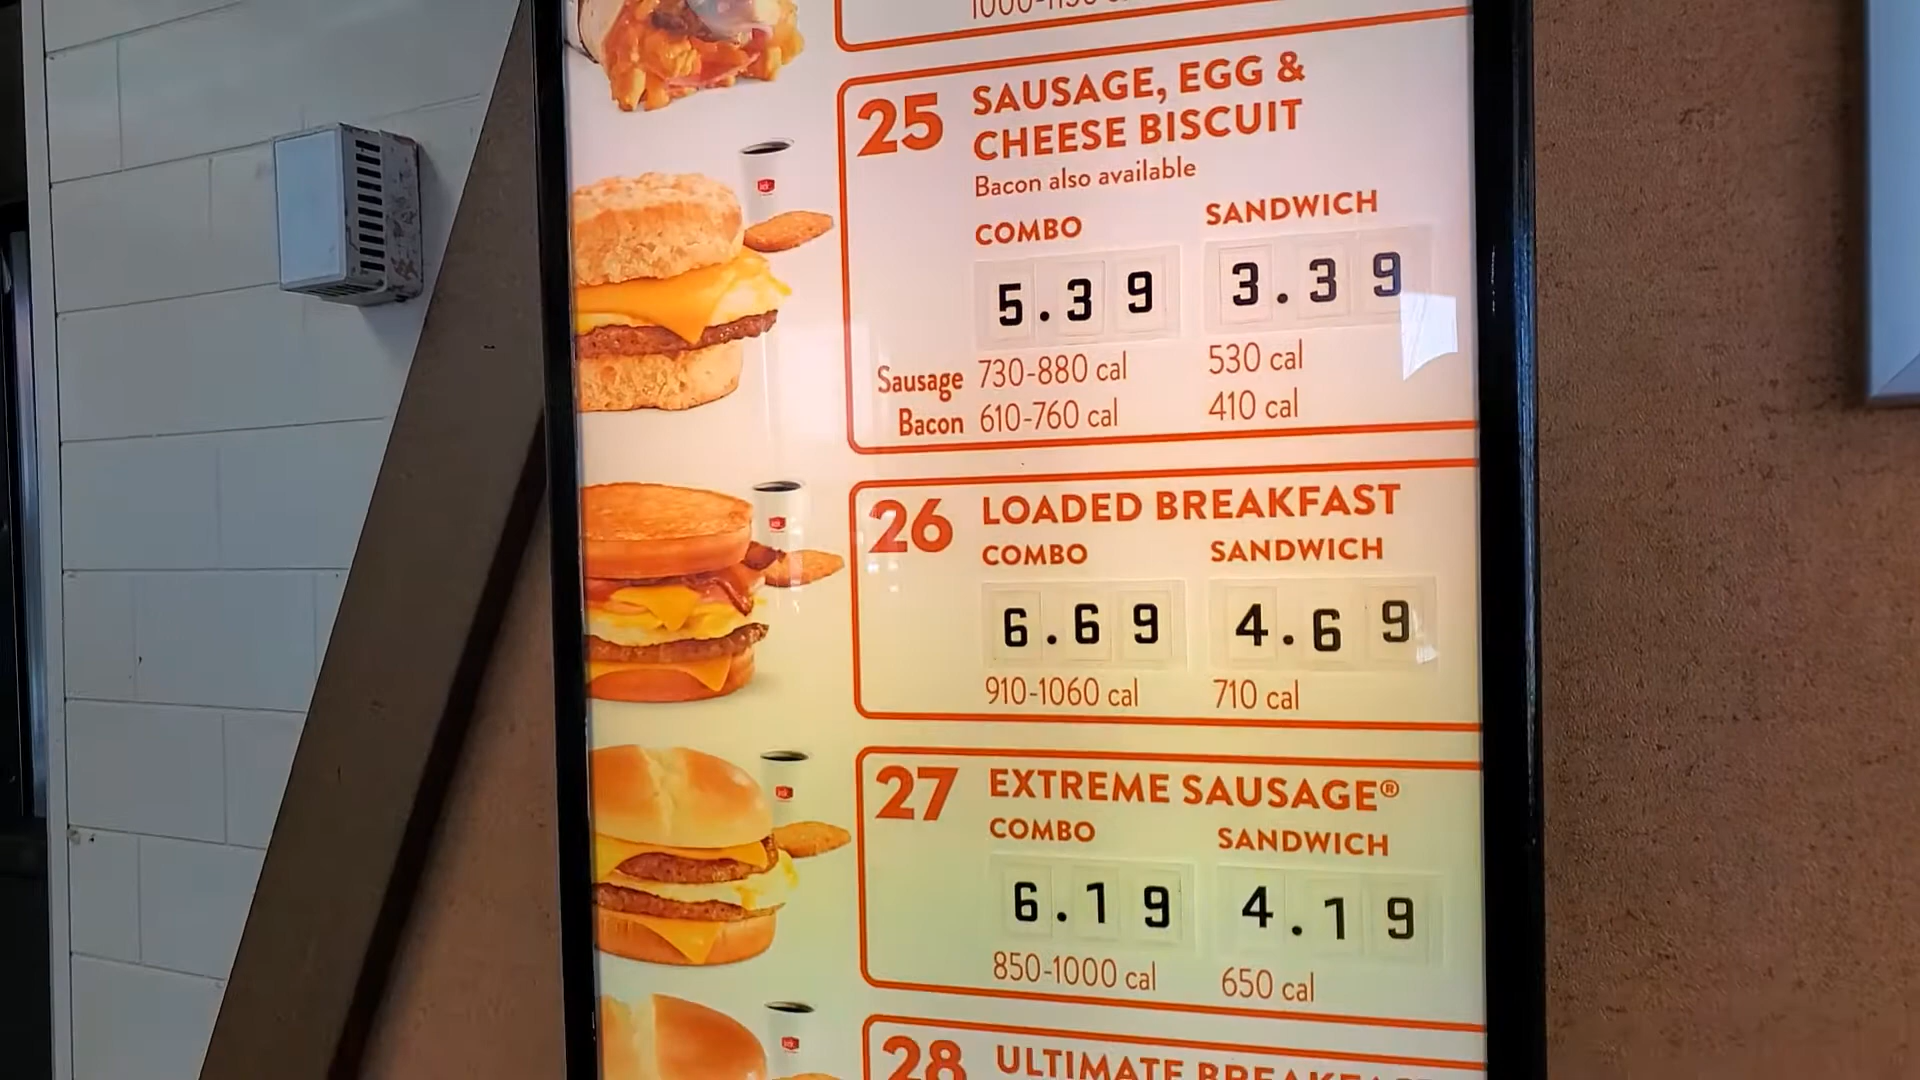 25 SAUSAGE, EGG &
CHEESE BISCUIT
Bacon also available
COMBO SANDWICH
5.39 3.39
Sausage 730-880 cal 530 cal
Bacon 610-760 cal 410 cal
26 LOADED BREAKFAST
COMBO SANDWICH
6.69 4.69
910-1060 cal 710 cal
27 EXTREME SAUSAGE®
COMBO SANDWICH
6.19 4.19
850-1000 cal 650 cal
28 ULTIMATE